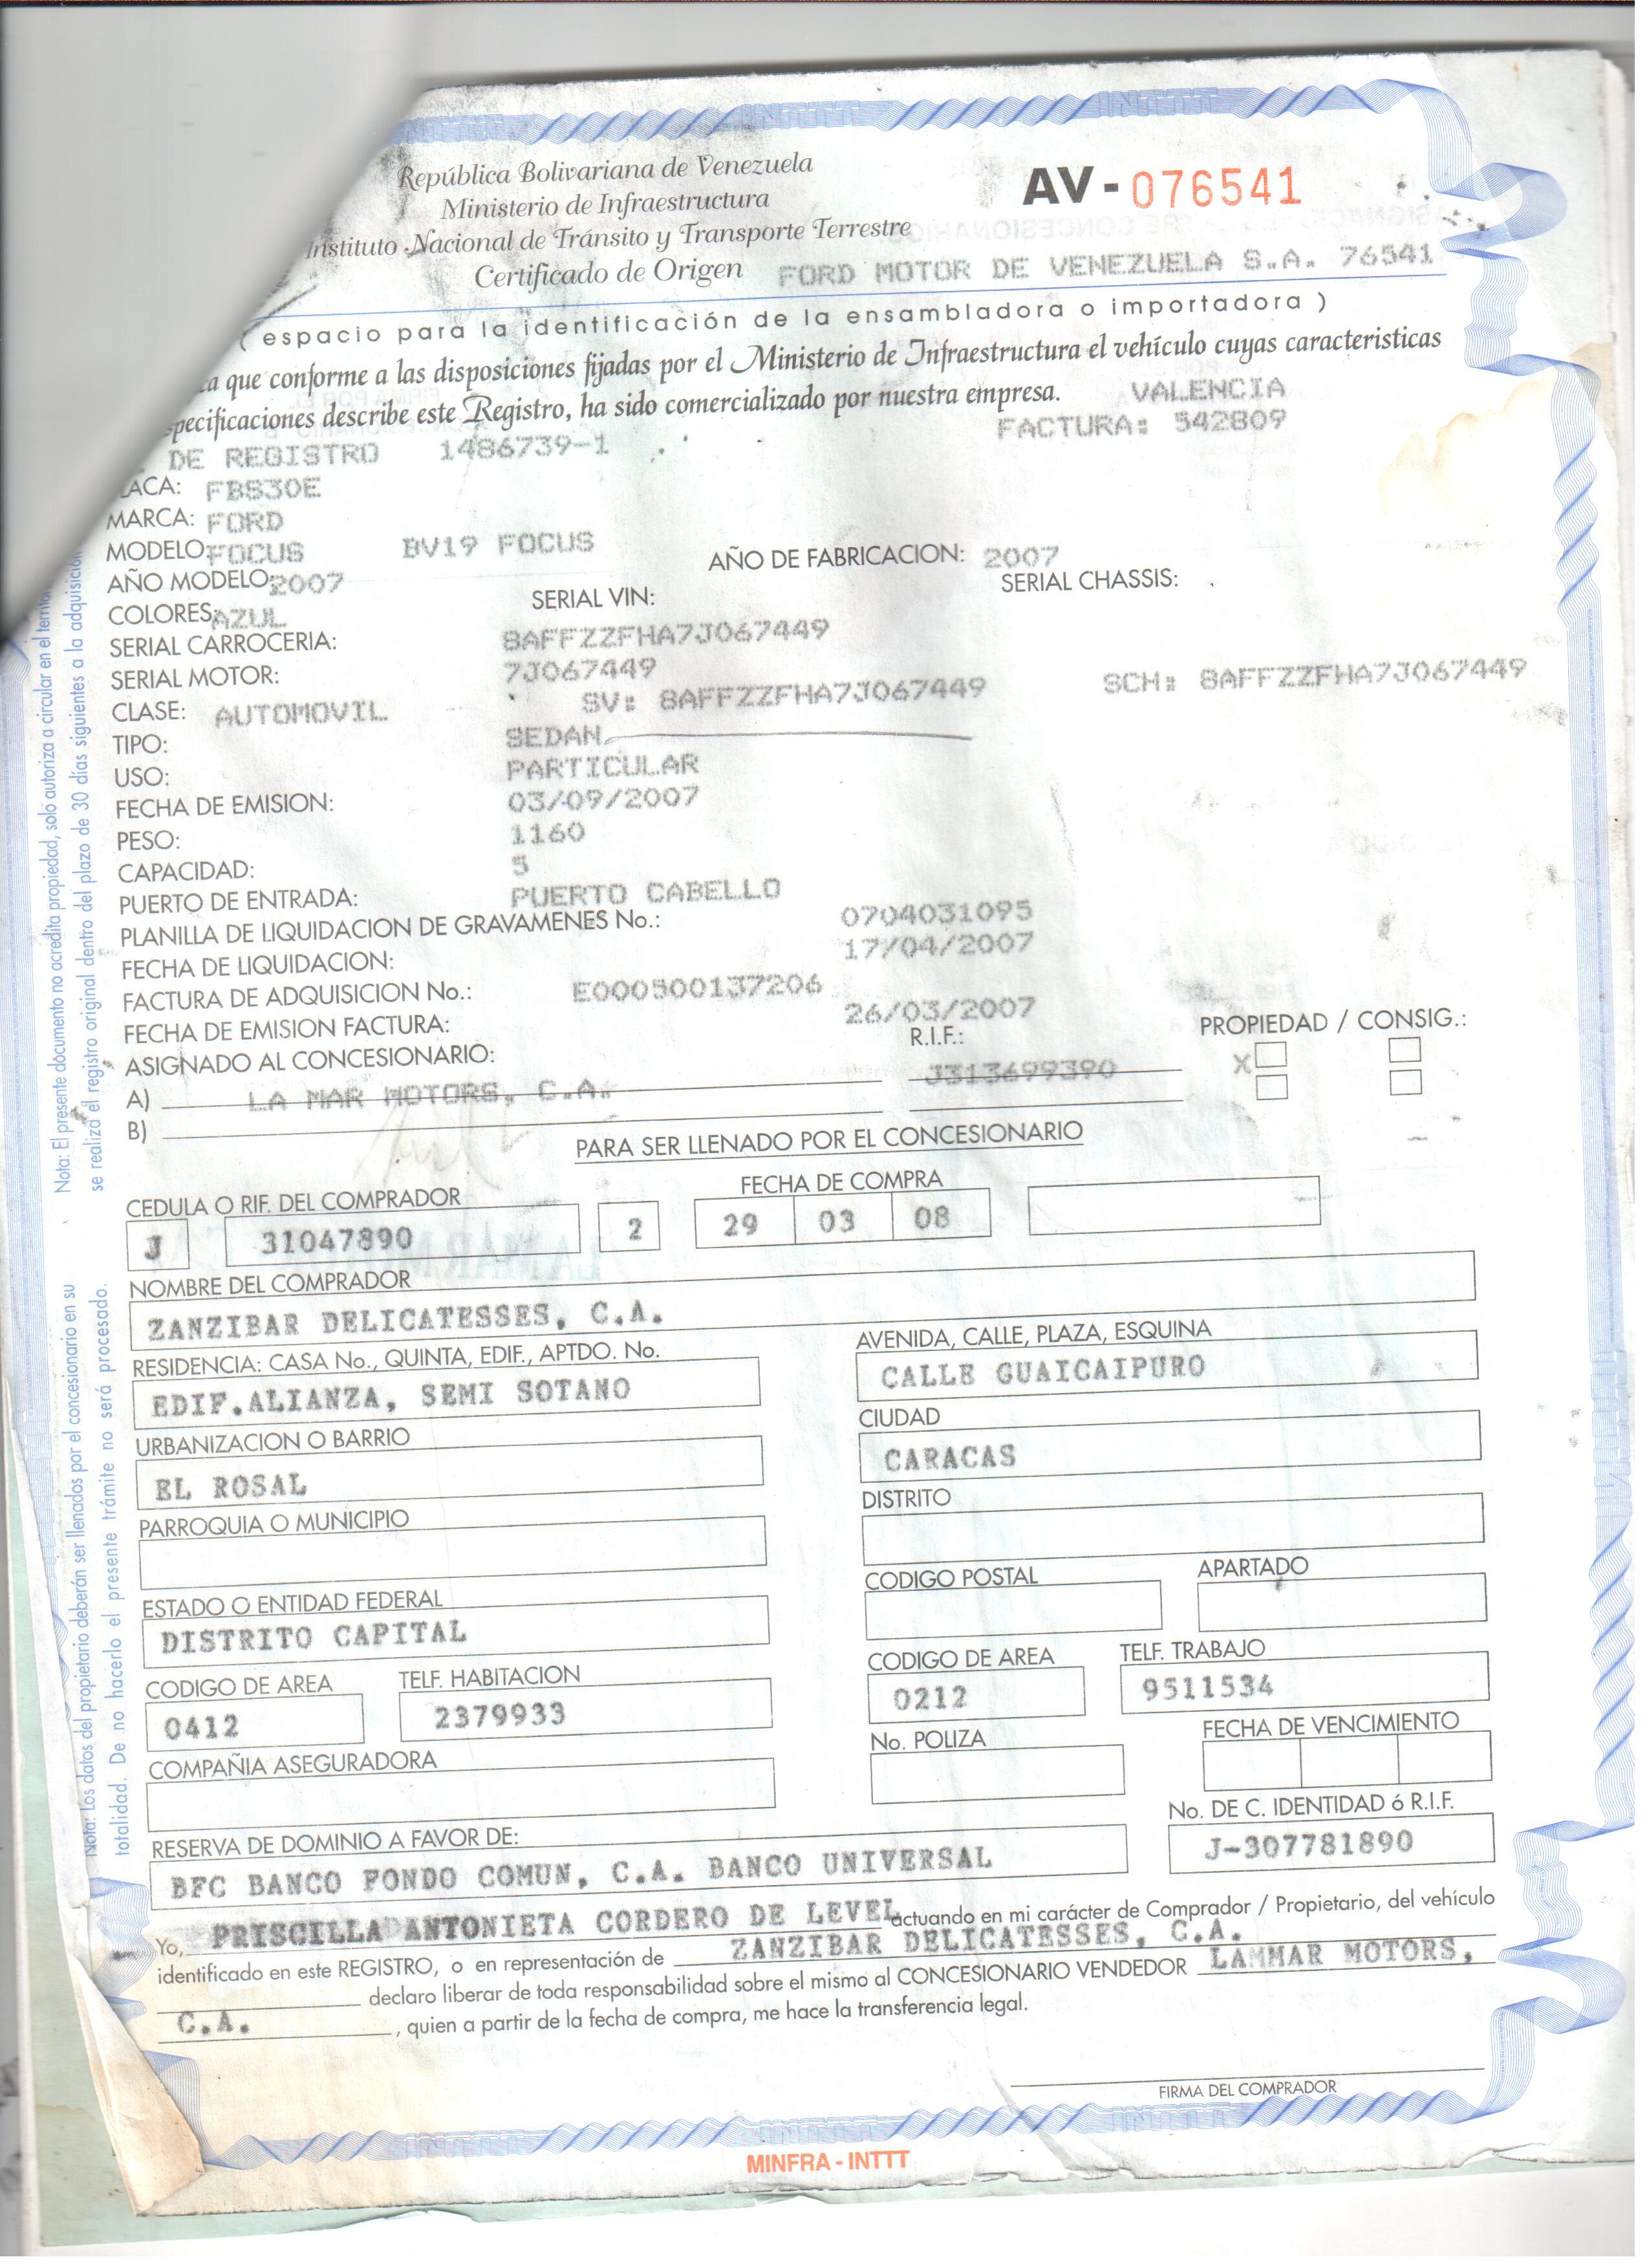 República Bolivariana de Venezuela
Ministerio de Infraestructura
Instituto Nacional de Tránsito y Transporte Terrestre
Certificado de Origen
AV-076541
FORD MOTOR DE VENEZUELA S.A. 76541
( espacio para la identificación de la ensambladora o importadora )
a que conforme a las disposiciones fijadas por el Ministerio de Infraestructura el vehículo cuyas caracteristicas
pecificaciones describe este Registro, ha sido comercializado por nuestra empresa.
VALENCIA
FACTURA: 542809
DE REGISTRO 1486739-1
LACA: FBS30E
MARCA: FORD
MODELO: FOCUS BV19 FOCUS
AÑO DE FABRICACION: 2007
AÑO MODELO 2007
SERIAL CHASSIS:
COLORES AZUL
SERIAL VIN:
SERIAL CARROCERIA: 8AFFZZFHA7J067449
SERIAL MOTOR: 7J067449
SCH: 8AFFZZFHA7J067449
CLASE: AUTOMOVIL SV: 8AFFZZFHA7J067449
TIPO: SEDAN
USO: PARTICULAR
FECHA DE EMISION: 03/09/2007
PESO: 1160
CAPACIDAD: 5
PUERTO DE ENTRADA: PUERTO CABELLO
PLANILLA DE LIQUIDACION DE GRAVAMENES No.: 0704031095
FECHA DE LIQUIDACION: 17/04/2007
FACTURA DE ADQUISICION No.: E000500137206
FECHA DE EMISION FACTURA: 26/03/2007
ASIGNADO AL CONCESIONARIO: R.I.F.: PROPIEDAD / CONSIG.:
A) LA MAR MOTORS, C.A. J313699390 X
B)
PARA SER LLENADO POR EL CONCESIONARIO
CEDULA O RIF. DEL COMPRADOR FECHA DE COMPRA
J 31047890 2 29 03 08
NOMBRE DEL COMPRADOR
ZANZIBAR DELICATESSES, C.A.
RESIDENCIA: CASA No., QUINTA, EDIF., APTDO. No.
EDIF.ALIANZA, SEMI SOTANO
AVENIDA, CALLE, PLAZA, ESQUINA
CALLE GUAICAIPURO
URBANIZACION O BARRIO
EL ROSAL
CIUDAD
CARACAS
PARROQUIA O MUNICIPIO
DISTRITO
ESTADO O ENTIDAD FEDERAL
DISTRITO CAPITAL
CODIGO POSTAL APARTADO
CODIGO DE AREA TELF. HABITACION
0412 2379933
CODIGO DE AREA TELF. TRABAJO
0212 9511534
COMPAÑIA ASEGURADORA
No. POLIZA FECHA DE VENCIMIENTO
RESERVA DE DOMINIO A FAVOR DE:
BFC BANCO FONDO COMUN, C.A. BANCO UNIVERSAL
No. DE C. IDENTIDAD ó R.I.F.
J-307781890
Yo, PRISCILLA ANTONIETA CORDERO DE LEVEL actuando en mi carácter de Comprador / Propietario, del vehículo
identificado en este REGISTRO, o en representación de ZANZIBAR DELICATESSES, C.A.
declaro liberar de toda responsabilidad sobre el mismo al CONCESIONARIO VENDEDOR LAMMAR MOTORS,
C.A. , quien a partir de la fecha de compra, me hace la transferencia legal.
FIRMA DEL COMPRADOR
MINFRA - INTTT
Nota: El presente documento no acredita propiedad, solo autoriza a circular en el
se realiza el registro original dentro del plazo de 30 días siguientes a la adquisición
Nota: Los datos del propietario deberán ser llenados por el concesionario en su
totalidad. De no hacerlo el presente trámite no será procesado.